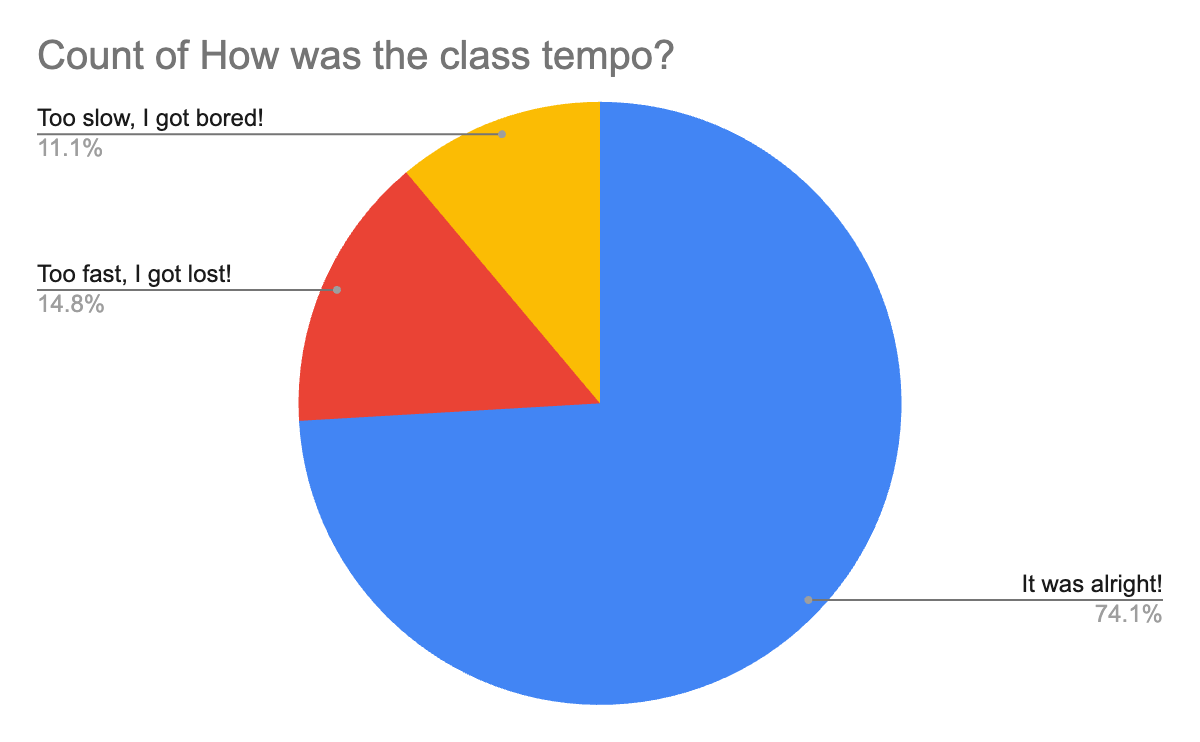 Count of How was the class tempo?
Too slow, I got bored!
11.1%
Too fast, I got lost!
14.8%
It was alright!
74.1%